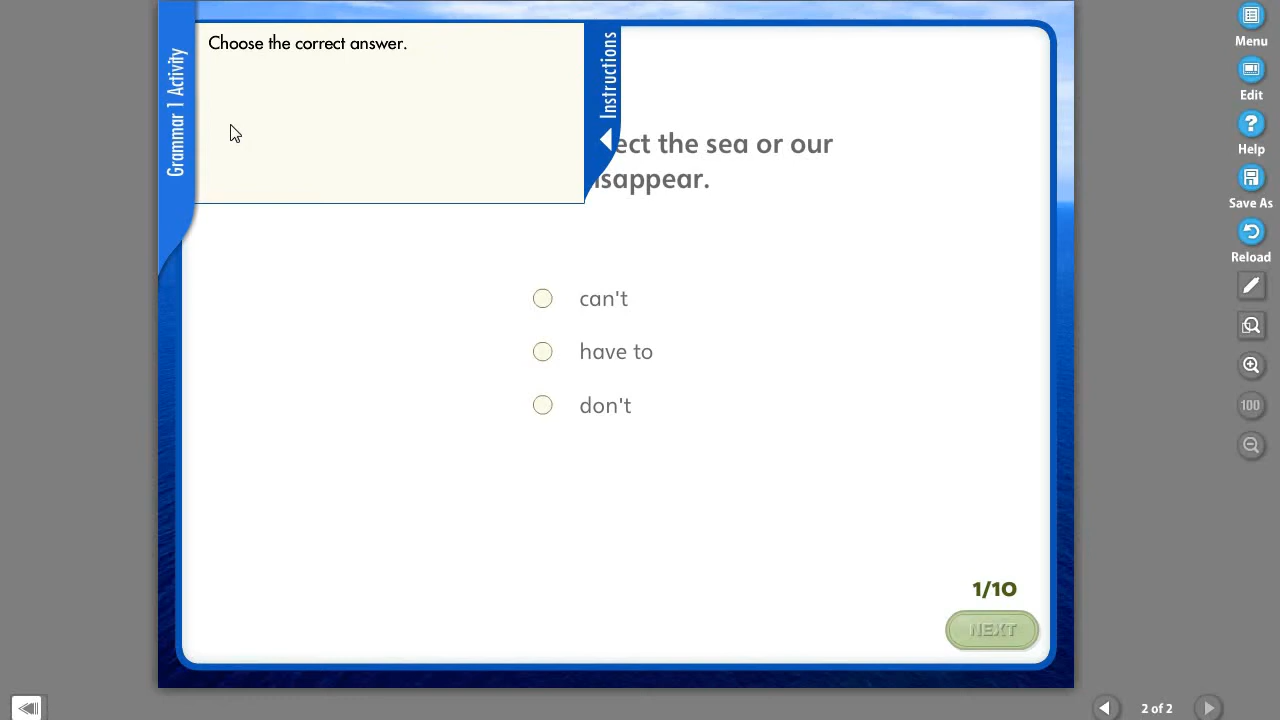 Grammar 1 Activity
Choose the correct answer.
Instructions
ect the sea or our
sappear.
can't
have to
don't
1/10
NEXT
Menu
Edit
?
Help
Save As
Reload
100
2 of 2